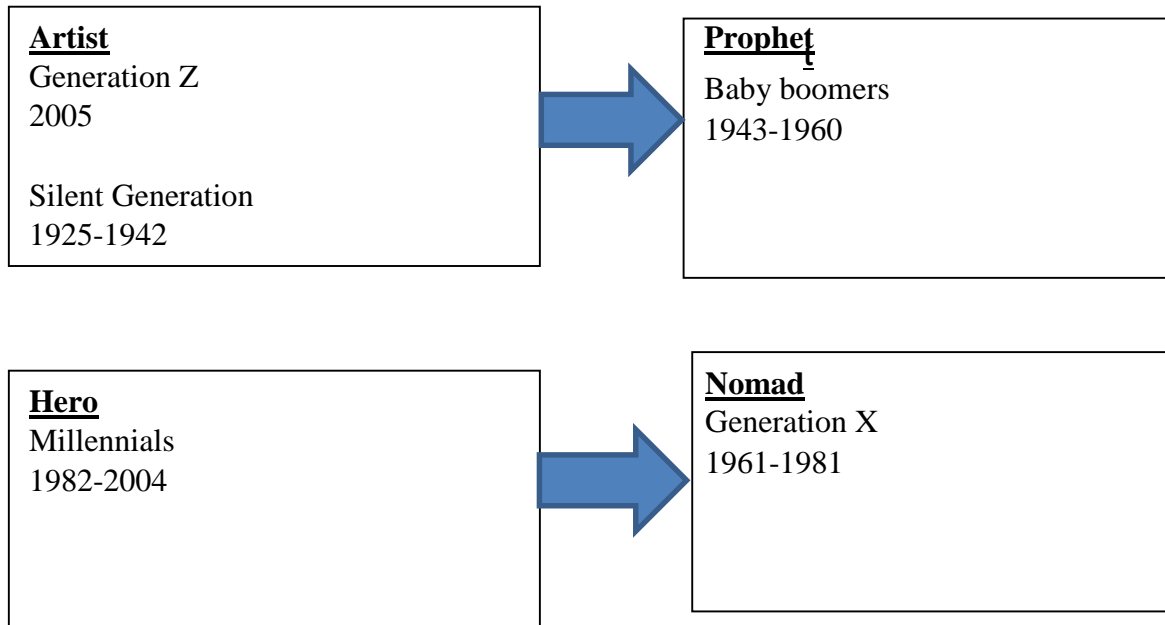 Artist
Generation Z
2005
Silent Generation
1925-1942
Prophet
Baby boomers
1943-1960
Hero
Millennials
1982-2004
Nomad
Generation X
1961-1981